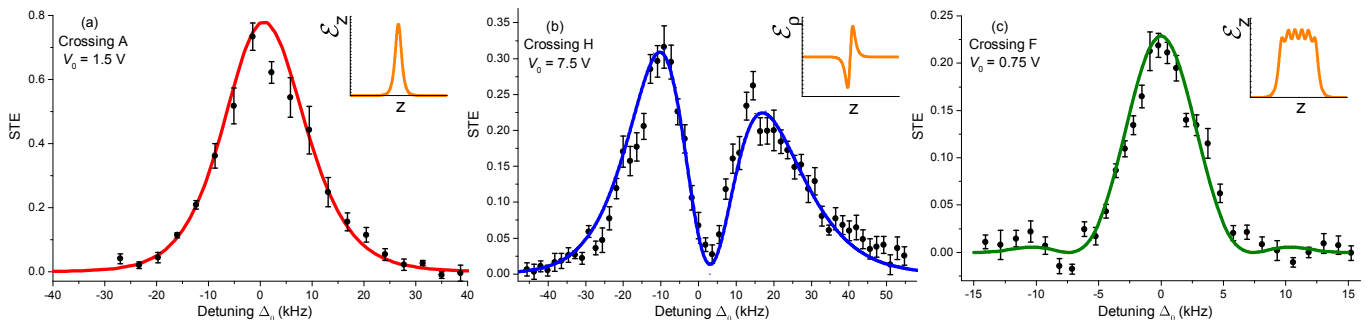 (a)
Crossing A
V₀ = 1.5 V
ℰz
z
STE
0.8
0.6
0.4
0.2
0.0
-40 -30 -20 -10 0 10 20 30 40
Detuning Δ₀ (kHz)
(b)
Crossing H
V₀ = 7.5 V
ℰρ
z
STE
0.35
0.30
0.25
0.20
0.15
0.10
0.05
0.00
-40 -30 -20 -10 0 10 20 30 40 50
Detuning Δ₀ (kHz)
(c)
Crossing F
V₀ = 0.75 V
ℰz
z
STE
0.25
0.20
0.15
0.10
0.05
0.00
-15 -10 -5 0 5 10 15
Detuning Δ₀ (kHz)